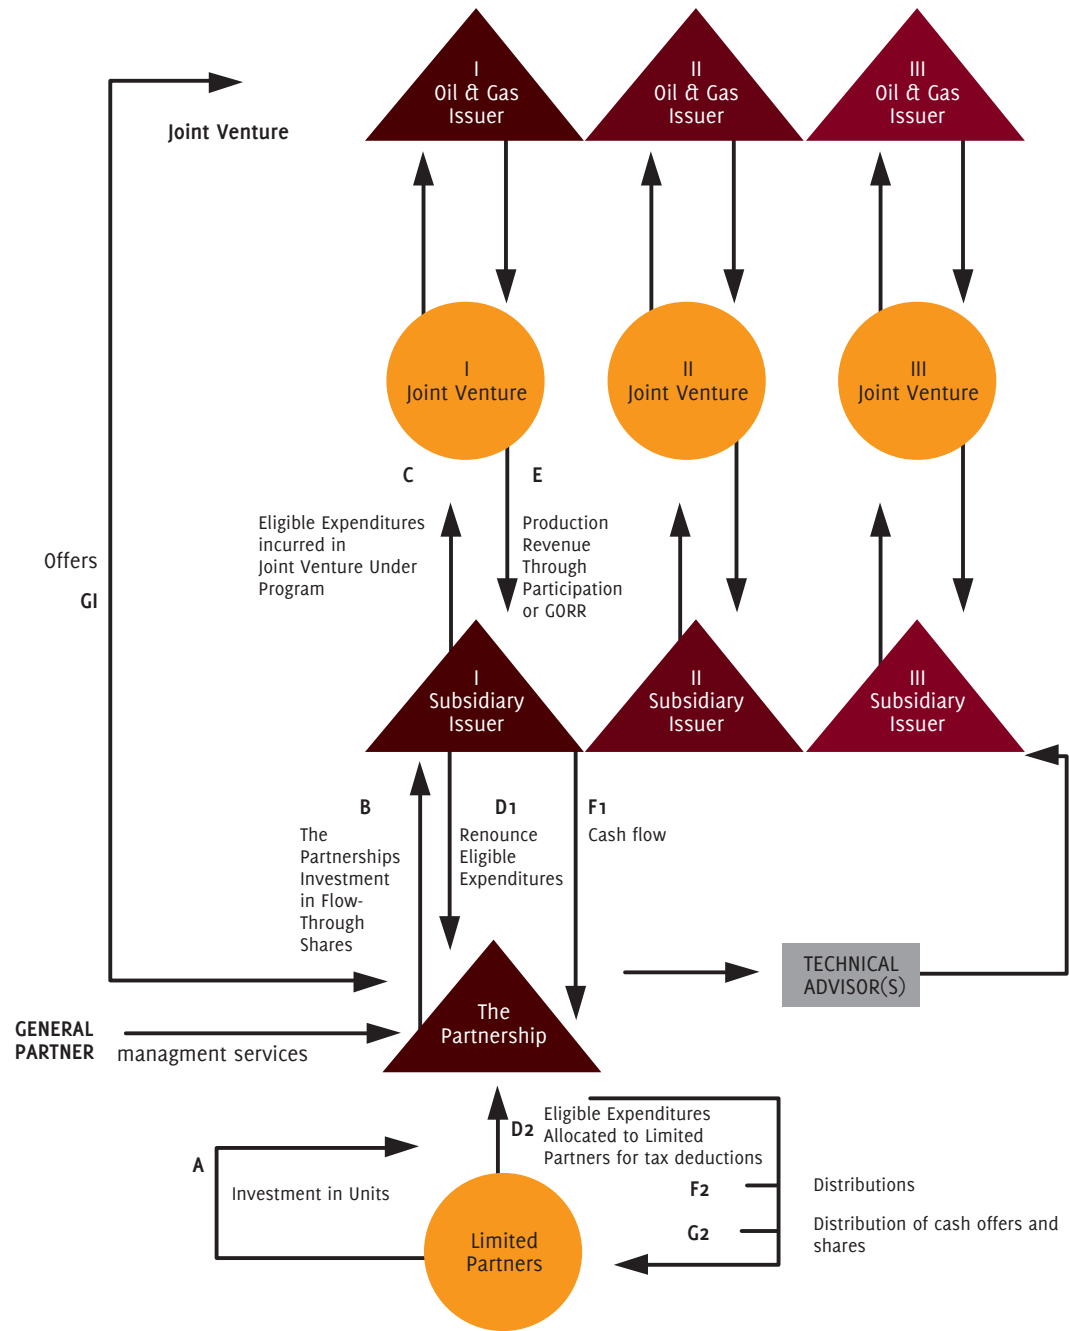 I
Oil & Gas
Issuer
II
Oil & Gas
Issuer
III
Oil & Gas
Issuer
Joint Venture
I
Joint Venture
II
Joint Venture
III
Joint Venture
C
E
Eligible Expenditures
incurred in
Joint Venture Under
Program
Production
Revenue
Through
Participation
or GORR
Offers
GI
I
Subsidiary
Issuer
II
Subsidiary
Issuer
III
Subsidiary
Issuer
B
The
Partnerships
Investment
in Flow-
Through
Shares
D1
Renounce
Eligible
Expenditures
F1
Cash flow
TECHNICAL
ADVISOR(S)
The
Partnership
GENERAL
PARTNER
managment services
D2
Eligible Expenditures
Allocated to Limited
Partners for tax deductions
A
Investment in Units
F2
Distributions
G2
Distribution of cash offers and
shares
Limited
Partners